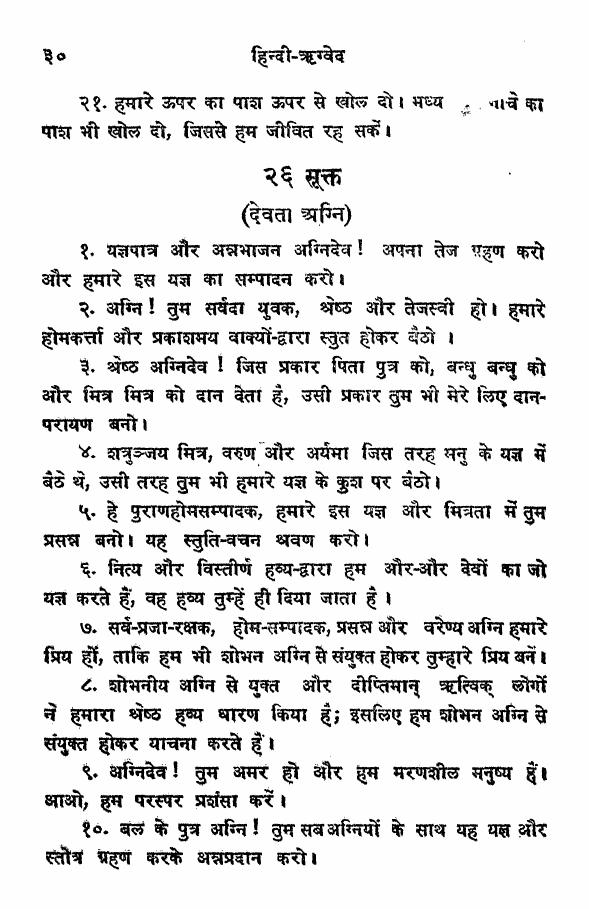 ३० हिन्दी-ऋग्वेद
२१. हमारे ऊपर का पाश ऊपर से खोल दो। मध्य का
पाश भी खोल दो, जिससे हम जीवित रह सकें।
२६ सूक्त
(देवता अग्नि)
१. यज्ञपात्र और अन्नभाजन अग्निदेव! अपना तेज ग्रहण करो
और हमारे इस यज्ञ का सम्पादन करो।
२. अग्नि! तुम सर्वदा युवक, श्रेष्ठ और तेजस्वी हो। हमारे
होमकर्त्ता और प्रकाशमय वाक्यों-द्वारा स्तुत होकर बैठो ।
३. श्रेष्ठ अग्निदेव! जिस प्रकार पिता पुत्र को, बन्धु बन्धु को
और मित्र मित्र को दान देता है, उसी प्रकार तुम भी मेरे लिए दान-
परायण बनो।
४. शत्रुञ्जय मित्र, वरुण और अर्यमा जिस तरह मनु के यज्ञ में
बैठे थे, उसी तरह तुम भी हमारे यज्ञ के कुश पर बैठो।
५. हे पुराणहोमसम्पादक, हमारे इस यज्ञ और मित्रता में तुम
प्रसन्न बनो। यह स्तुति-वचन श्रवण करो।
६. नित्य और विस्तीर्ण हव्य-द्वारा हम और-और देवों का जो
यज्ञ करते हैं, वह हव्य तुम्हें ही दिया जाता है।
७. सर्व-प्रजा-रक्षक, होम-सम्पादक, प्रसन्न और वरेण्य अग्नि हमारे
प्रिय हों, ताकि हम भी शोभन अग्नि से संयुक्त होकर तुम्हारे प्रिय बनें।
८. शोभनीय अग्नि से युक्त और दीप्तिमान् ऋत्विक् लोगों
नें हमारा श्रेष्ठ हव्य धारण किया है; इसलिए हम शोभन अग्नि से
संयुक्त होकर याचना करते हैं।
९. अग्निदेव! तुम अमर हो और हम मरणशील मनुष्य हैं।
आओ, हम परस्पर प्रशंसा करें।
१०. बल के पुत्र अग्नि! तुम सब अग्नियों के साथ यह यज्ञ और
स्तोत्र ग्रहण करके अन्नप्रदान करो।